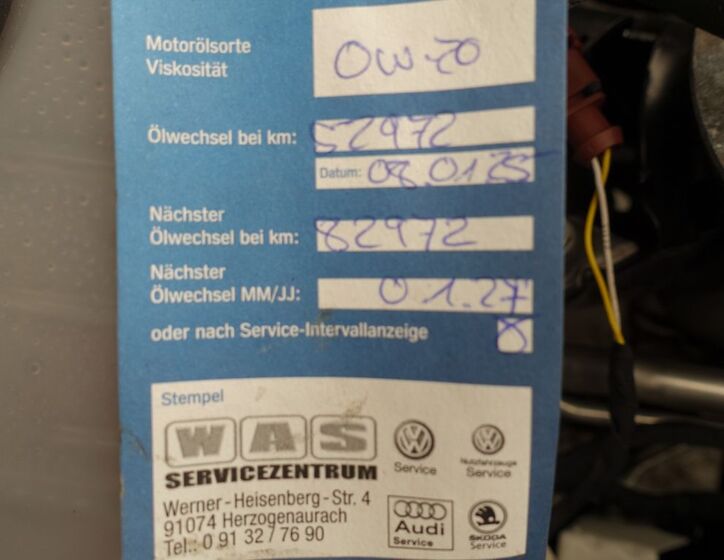 Motorölsorte
Viskosität
0W-20
Ölwechsel bei km: 52972
Datum: 08.01.25
Nächster
Ölwechsel bei km: 82972
Nächster
Ölwechsel MM/JJ: 01.27
oder nach Service-Intervallanzeige
Stempel
WAS
SERVICEZENTRUM
Werner-Heisenberg-Str. 4
91074 Herzogenaurach
Tel.: 0 91 32 / 76 90
Service
Nutzfahrzeuge
Service
Audi
Service
ŠKODA
Service